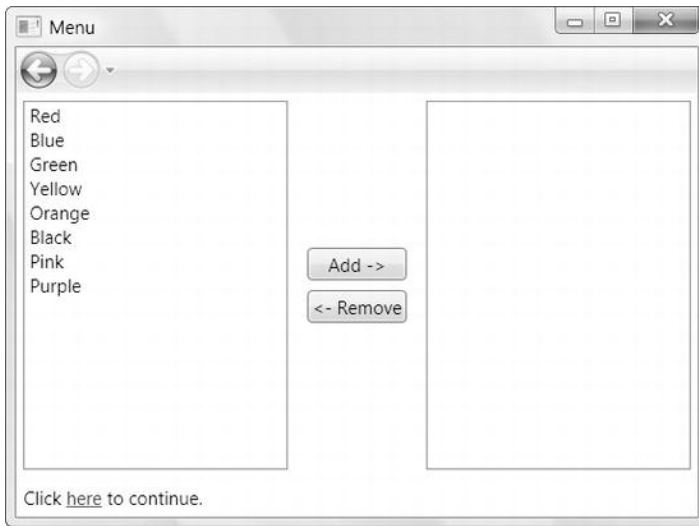 Menu
Red
Blue
Green
Yellow
Orange
Black
Pink
Purple
Add ->
<- Remove
Click here to continue.